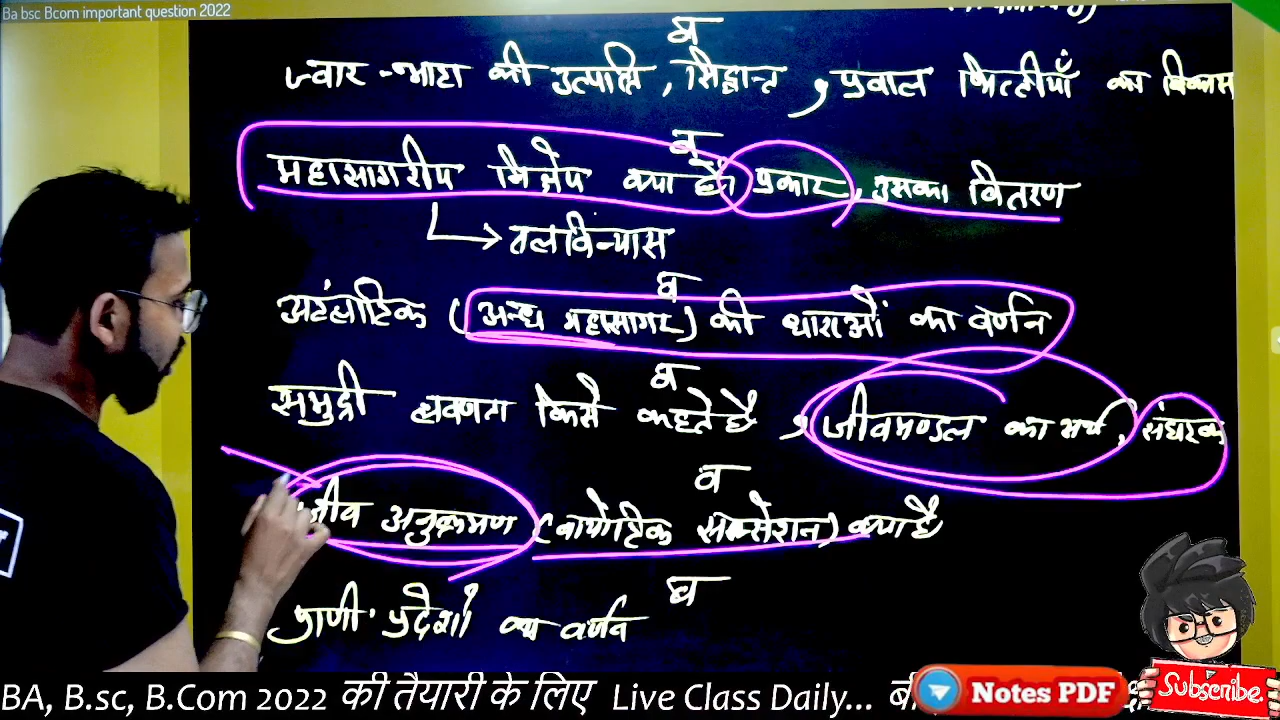 Ba bsc Bcom important question 2022
ज्वार-भाटा की उत्पत्ति, सिद्धान्त, प्रवाल भित्तीयाँ का विकास
महासागरीय निक्षेप क्या है। प्रकार, उसका वितरण
तलविन्यास
अटलांटिक (अन्ध महासागर) की धाराओं का वर्णन
समुद्री लवणता किसे कहते है, जीवमण्डल का अर्थ, संघटक
जीव अनुक्रमण (बायोटिक सक्सेशन) क्या है
प्राणी प्रदेशों का वर्णन
BA, B.sc, B.Com 2022 की तैयारी के लिए Live Class Daily...
Notes PDF
Subscribe